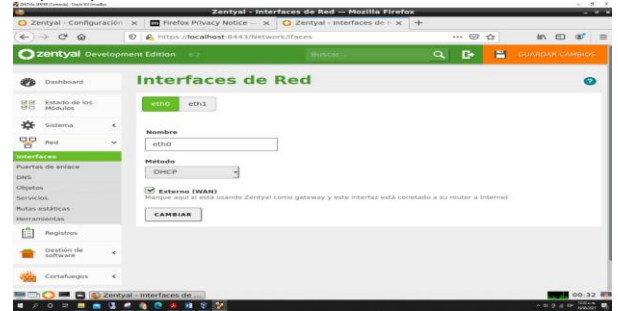 Zentyal - Interfaces de Red — Mozilla Firefox
Zentyal - Configuración
Firefox Privacy Notice —
Zentyal - Interfaces de
https://localhost:8443/Network/Ifaces
zentyal Development Edition 6.2
Buscar...
GUARDAR CAMBIOS
Dashboard
Estado de los
Módulos
Sistema
Red
Interfaces
Puertas de enlace
DNS
Objetos
Servicios
Rutas estáticas
Herramientas
Registros
Gestión de
software
Cortafuegos
Interfaces de Red
eth0 eth1
Nombre
eth0
Método
DHCP
Externo (WAN)
Marque aquí si está usando Zentyal como gateway y este interfaz está conetado a su router a Internet
CAMBIAR
Zentyal - Interfaces de ...
00:32